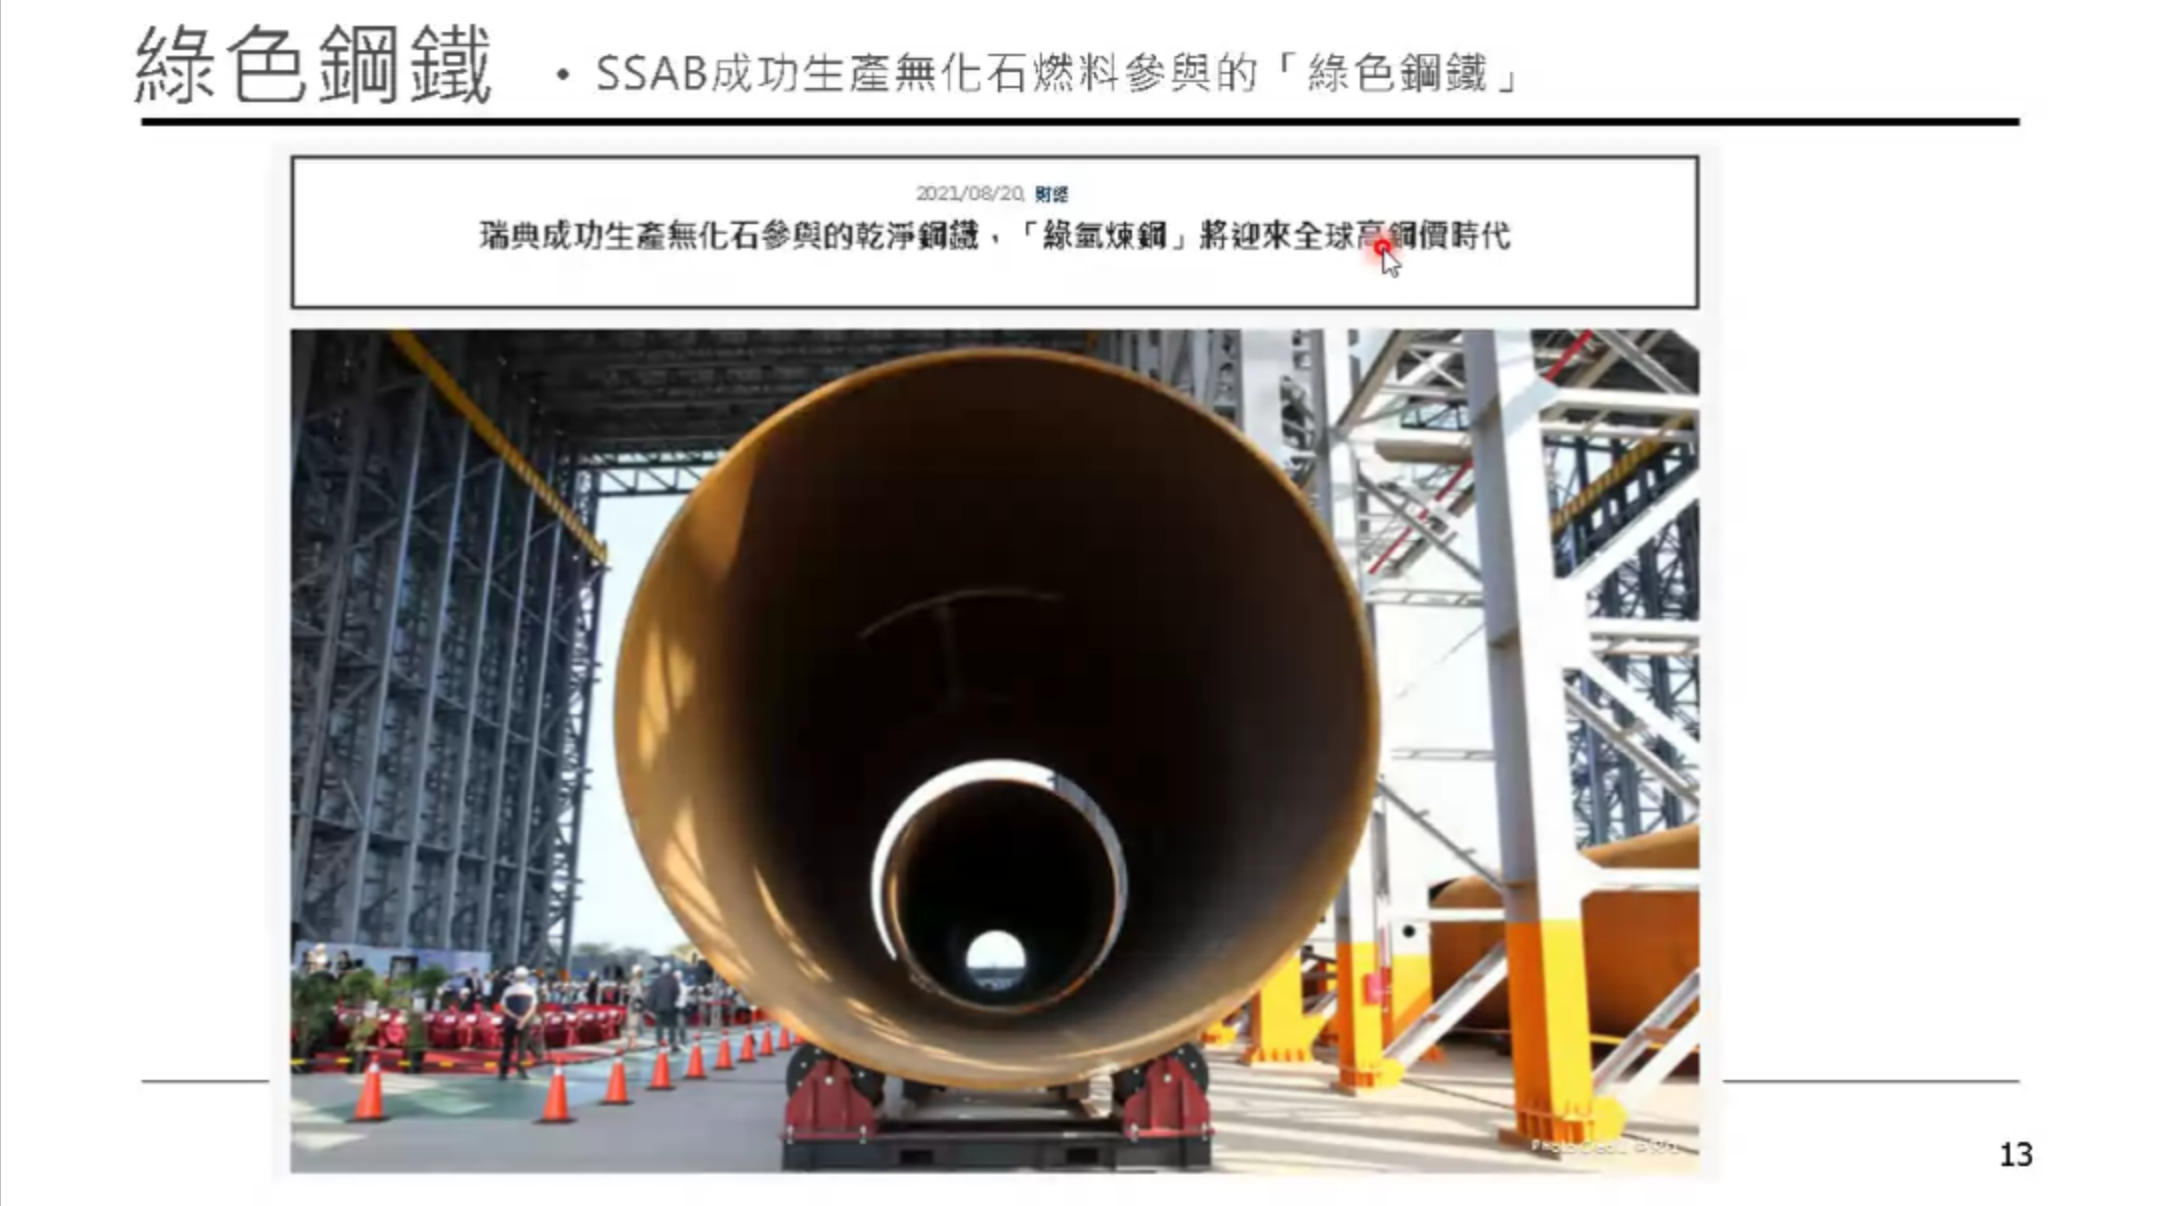 綠色鋼鐵
• SSAB成功生產無化石燃料參與的「綠色鋼鐵」
2021/08/20, 財經
瑞典成功生產無化石參與的乾淨鋼鐵，「綠氫煉鋼」將迎來全球高鋼價時代
13